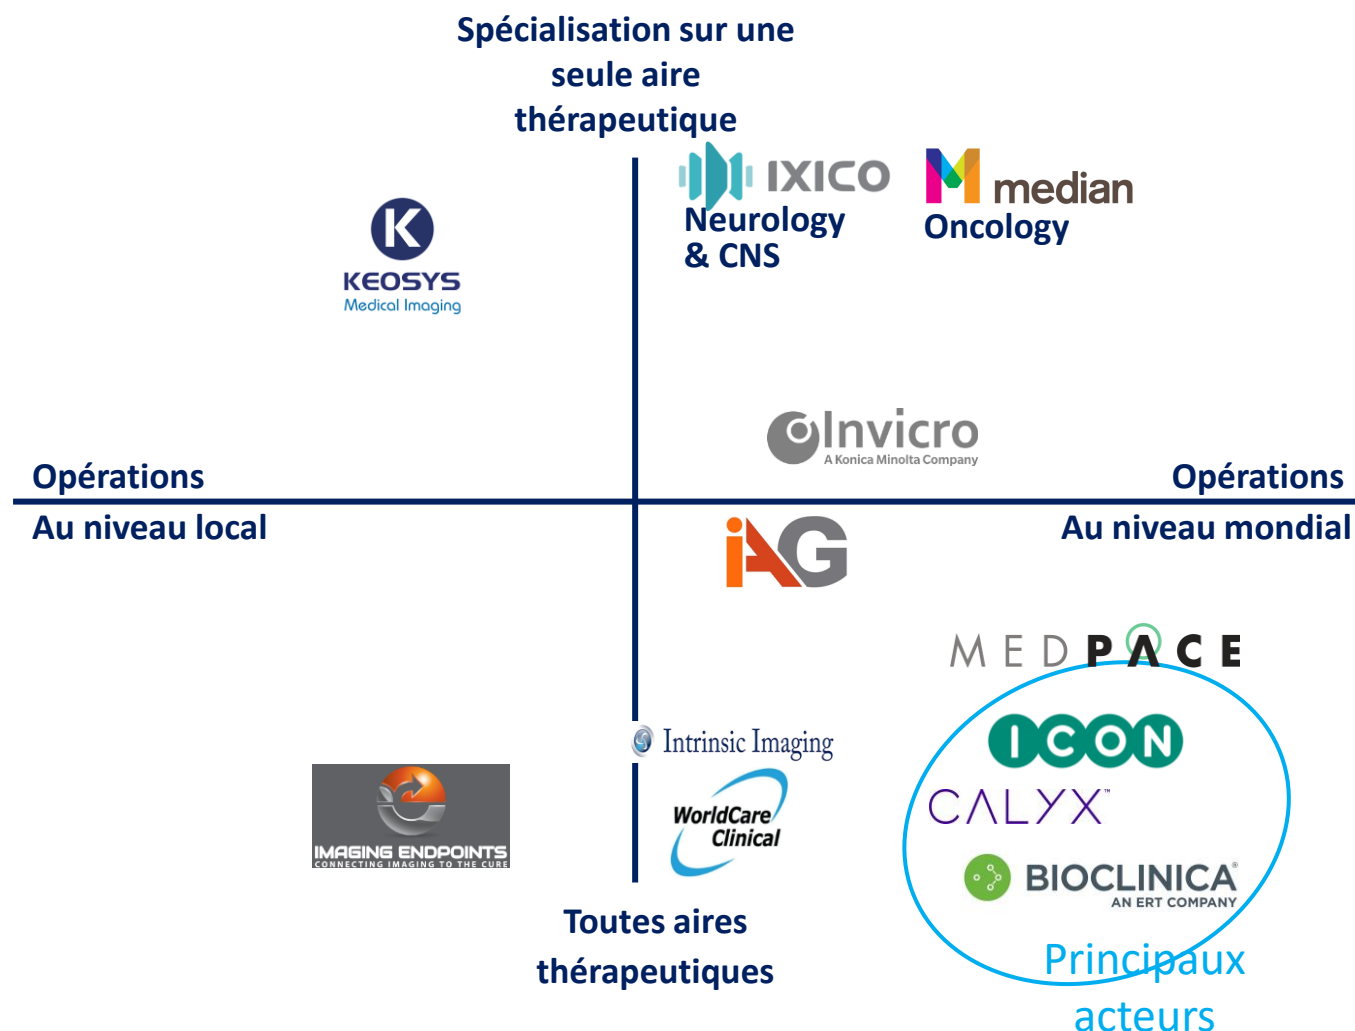 Spécialisation sur une
seule aire
thérapeutique
IXICO
Neurology
& CNS
median
Oncology
K
KEOSYS
Medical Imaging
Invicro
A Konica Minolta Company
Opérations
Au niveau local
Opérations
Au niveau mondial
iAG
MEDPACE
ICON
CALYX™
BIOCLINICA®
AN ERT COMPANY
Principaux
acteurs
Intrinsic Imaging
WorldCare
Clinical
IMAGING ENDPOINTS
CONNECTING IMAGING TO THE CURE
Toutes aires
thérapeutiques